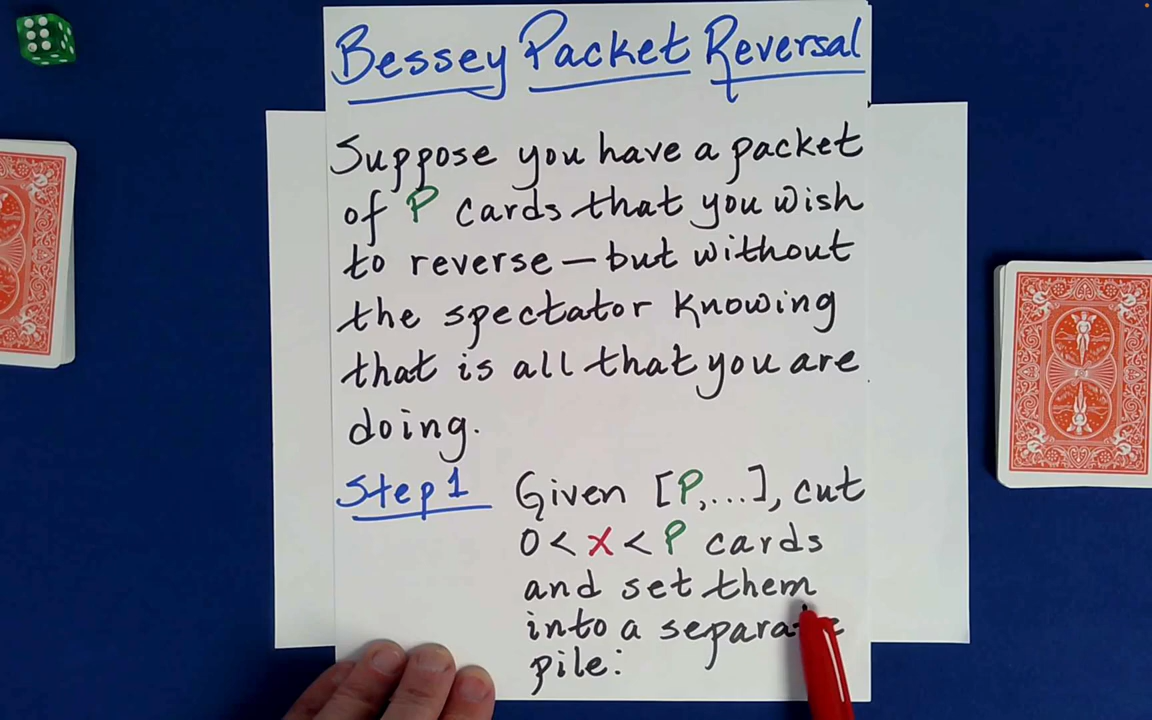 Bessey Packet Reversal
Suppose you have a packet
of P cards that you wish
to reverse — but without
the spectator knowing
that is all that you are
doing.
Step 1 Given [P,...], cut
0 < x < P cards
and set them
into a separate
pile: